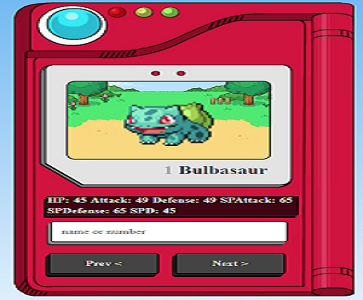 1 Bulbasaur
HP: 45 Attack: 49 Defense: 49 SPAttack: 65
SPDefense: 65 SPD: 45
name or number
Prev <
Next >